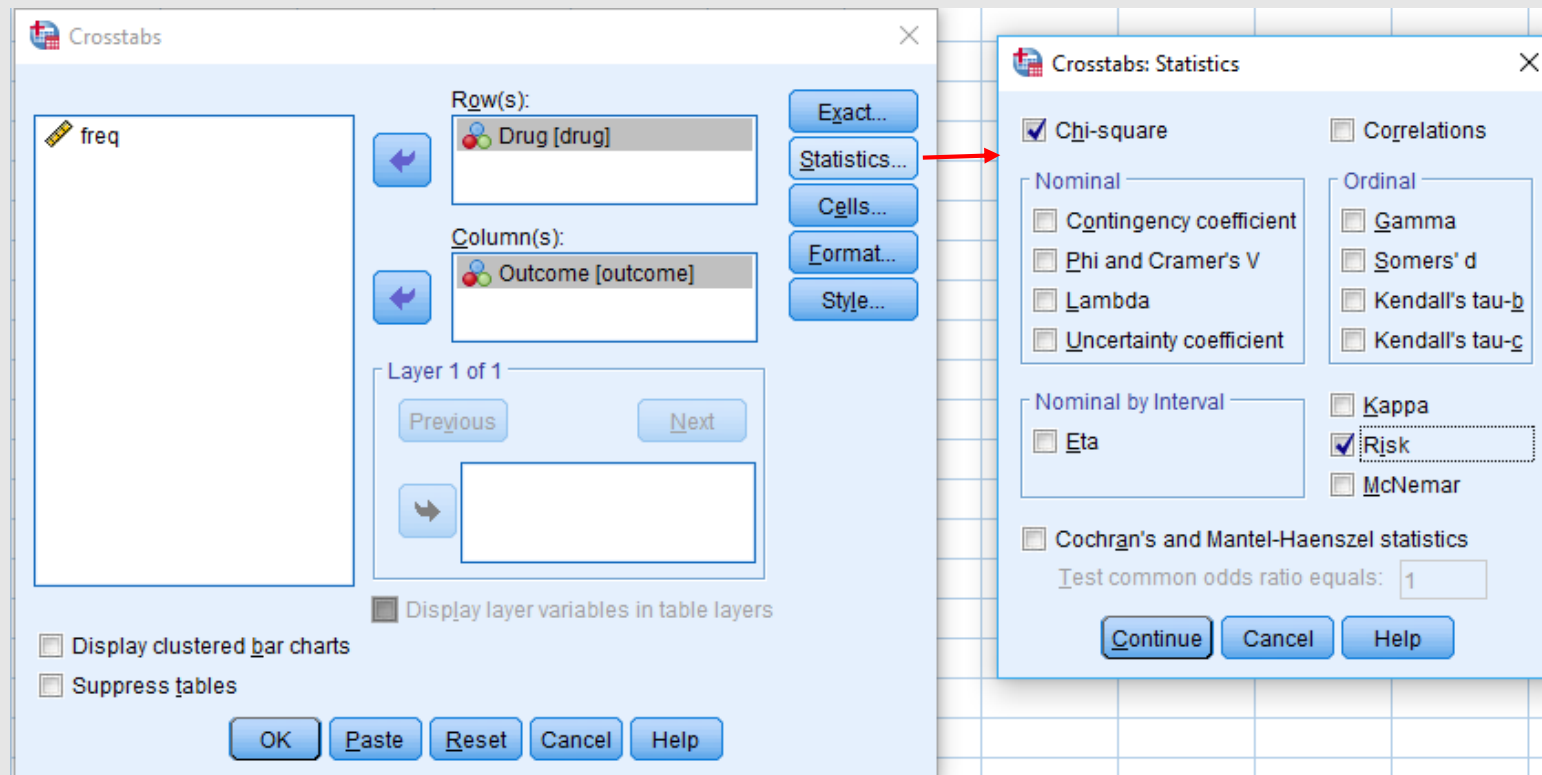 Crosstabs
freq
Row(s):
Drug [drug]
Column(s):
Outcome [outcome]
Layer 1 of 1
Previous
Next
Display layer variables in table layers
Display clustered bar charts
Suppress tables
Exact...
Statistics...
Cells...
Format...
Style...
OK
Paste
Reset
Cancel
Help
Crosstabs: Statistics
Chi-square
Correlations
Nominal
Contingency coefficient
Phi and Cramer's V
Lambda
Uncertainty coefficient
Ordinal
Gamma
Somers' d
Kendall's tau-b
Kendall's tau-c
Nominal by Interval
Eta
Kappa
Risk
McNemar
Cochran's and Mantel-Haenszel statistics
Test common odds ratio equals: 1
Continue
Cancel
Help